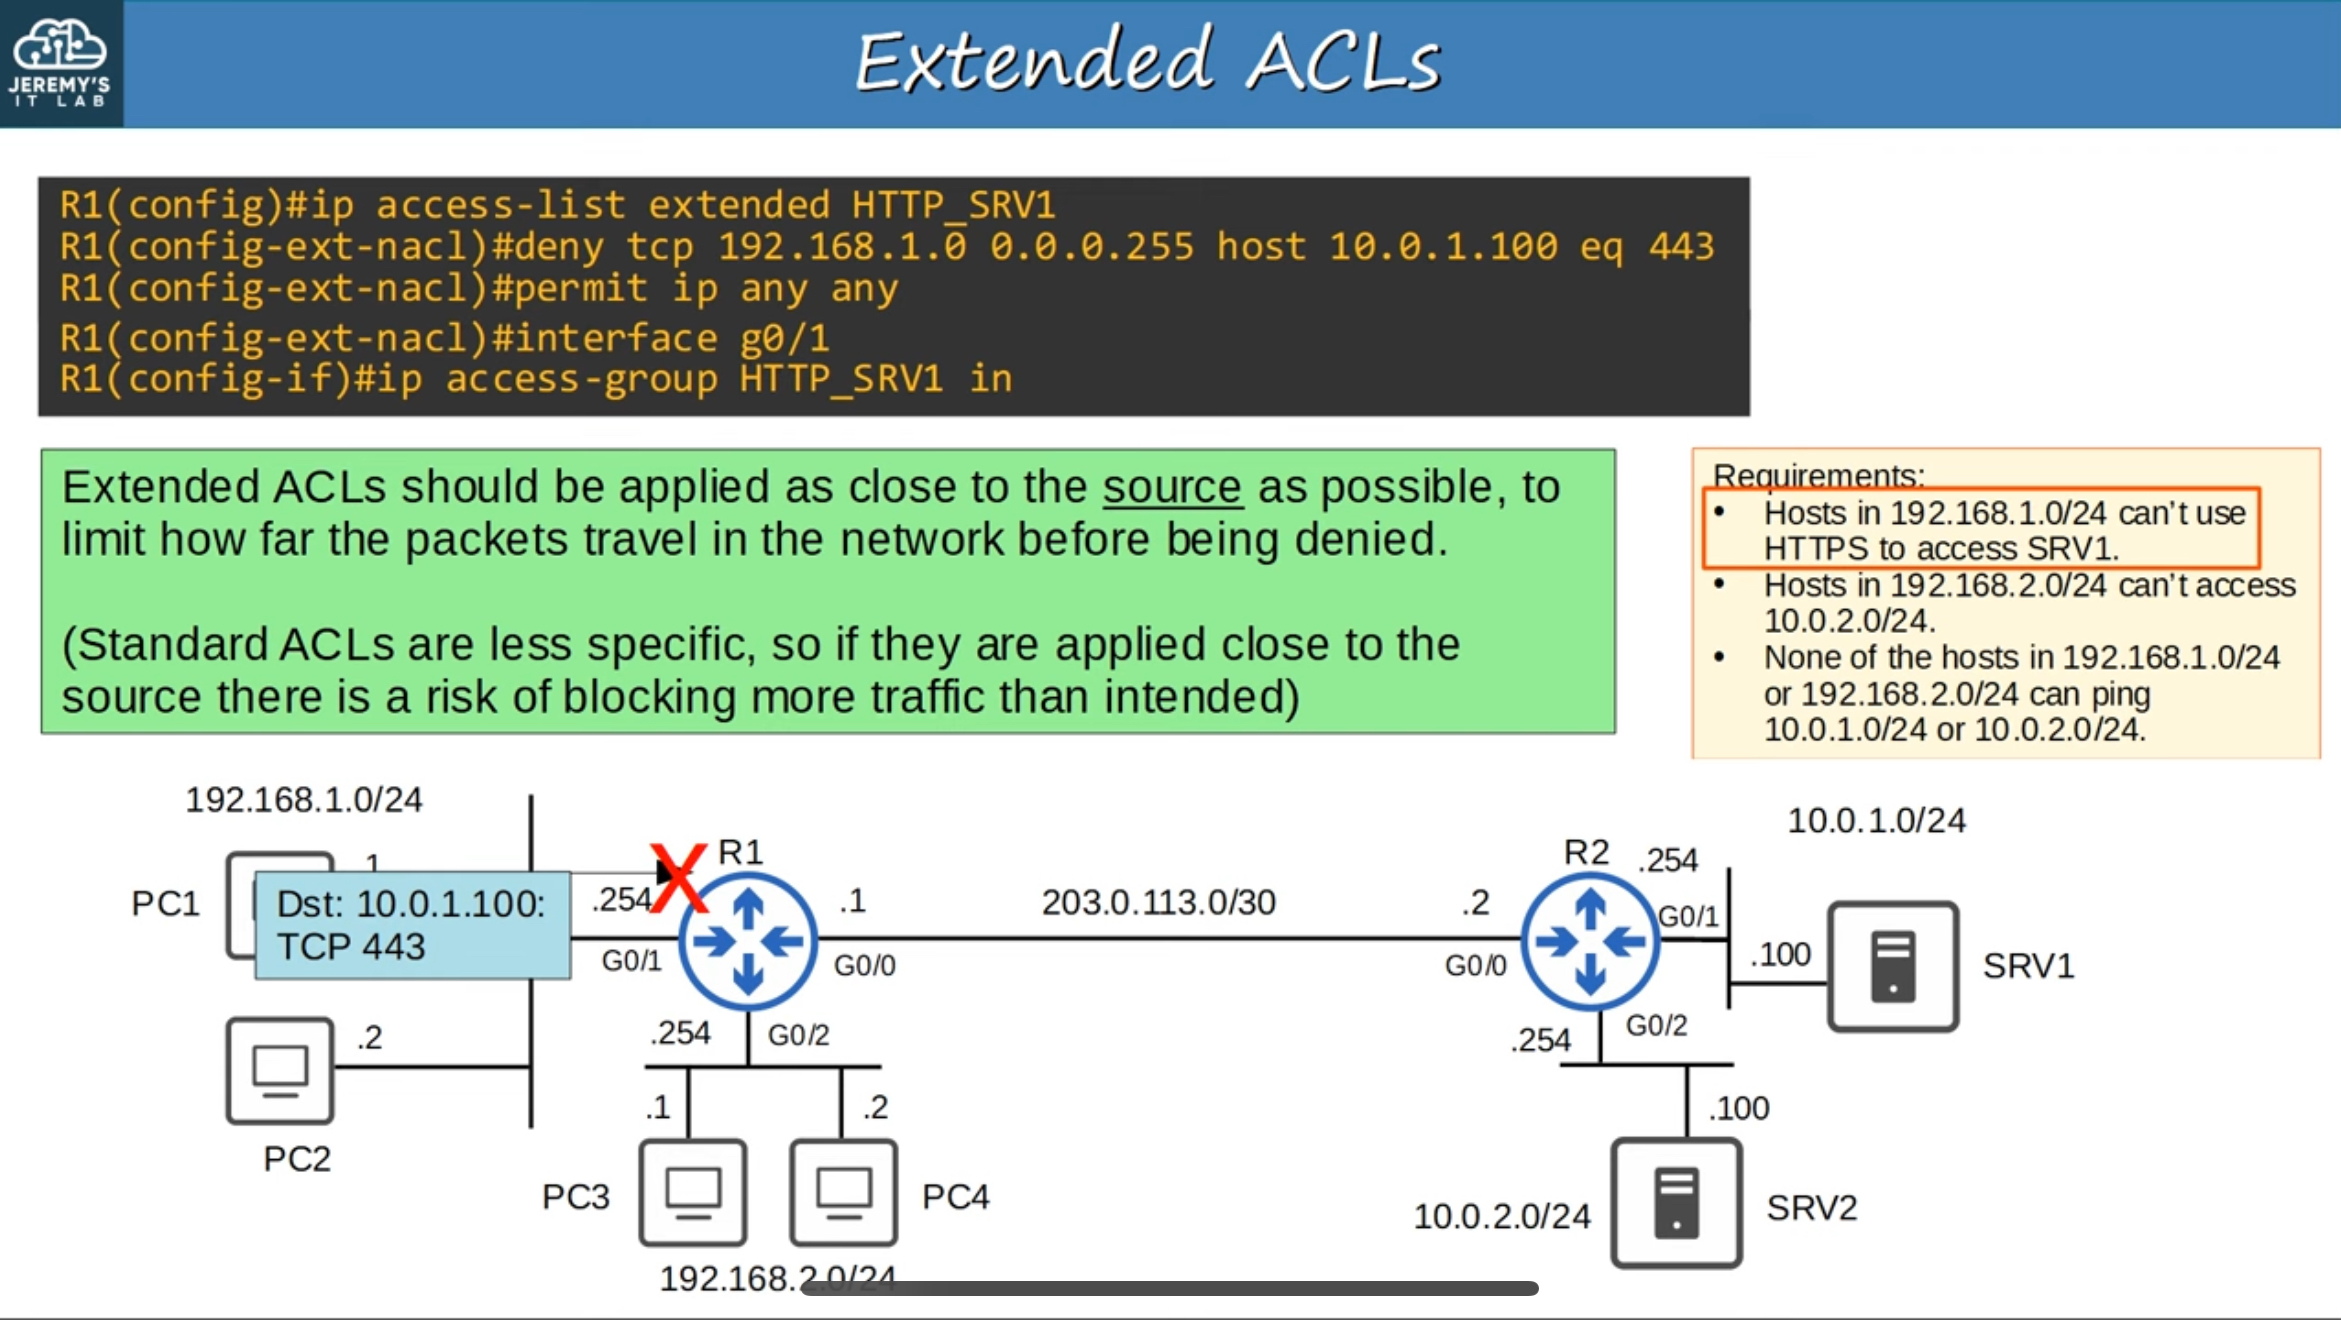 JEREMY'S
IT LAB
Extended ACLs
R1(config)#ip access-list extended HTTP_SRV1
R1(config-ext-nacl)#deny tcp 192.168.1.0 0.0.0.255 host 10.0.1.100 eq 443
R1(config-ext-nacl)#permit ip any any
R1(config-ext-nacl)#interface g0/1
R1(config-if)#ip access-group HTTP_SRV1 in
Extended ACLs should be applied as close to the source as possible, to
limit how far the packets travel in the network before being denied.
(Standard ACLs are less specific, so if they are applied close to the
source there is a risk of blocking more traffic than intended)
Requirements:
• Hosts in 192.168.1.0/24 can't use
HTTPS to access SRV1.
• Hosts in 192.168.2.0/24 can't access
10.0.2.0/24.
• None of the hosts in 192.168.1.0/24
or 192.168.2.0/24 can ping
10.0.1.0/24 or 10.0.2.0/24.
192.168.1.0/24
10.0.1.0/24
R1
R2
.254
.1
PC1
Dst: 10.0.1.100:
TCP 443
.254
X
.1
203.0.113.0/30
.2
G0/1
G0/1
G0/0
G0/0
.100
SRV1
.2
.254
G0/2
.254
G0/2
PC2
.1
.2
.100
PC3
PC4
10.0.2.0/24
SRV2
192.168.2.0/24